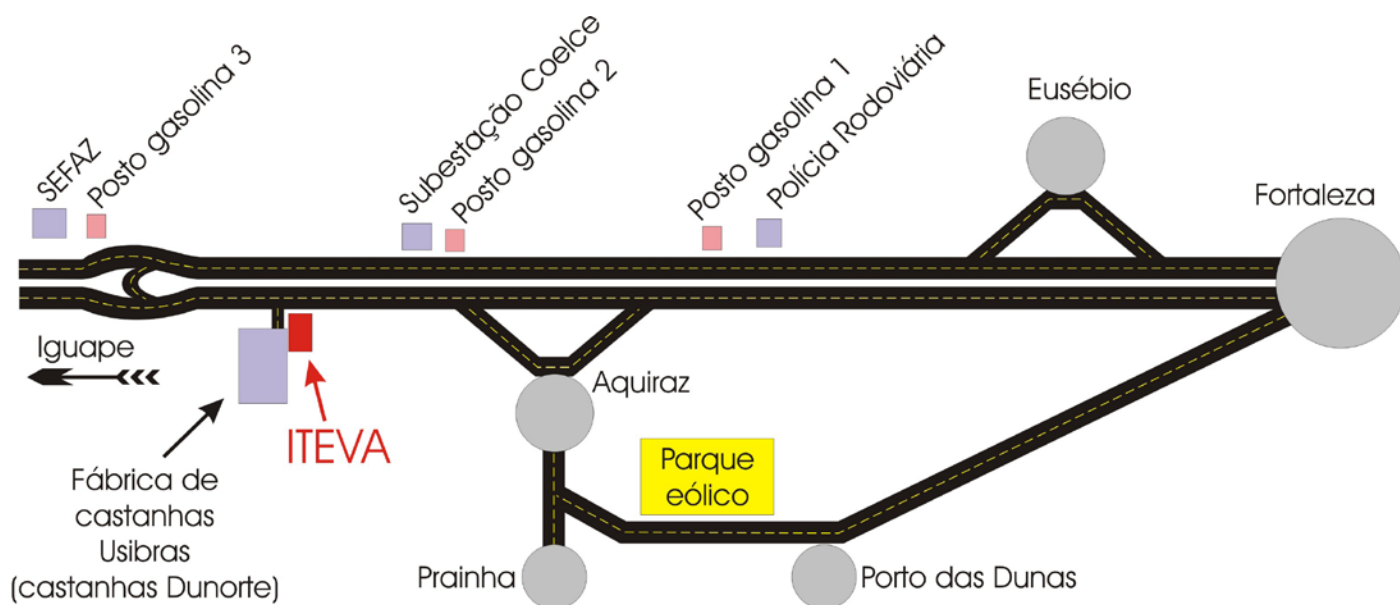 SEFAZ
Posto gasolina 3
Subestação Coelce
Posto gasolina 2
Posto gasolina 1
Polícia Rodoviária
Eusébio
Fortaleza
Iguape
ITEVA
Aquiraz
Fábrica de
castanhas
Usibras
(castanhas Dunorte)
Parque
eólico
Prainha
Porto das Dunas